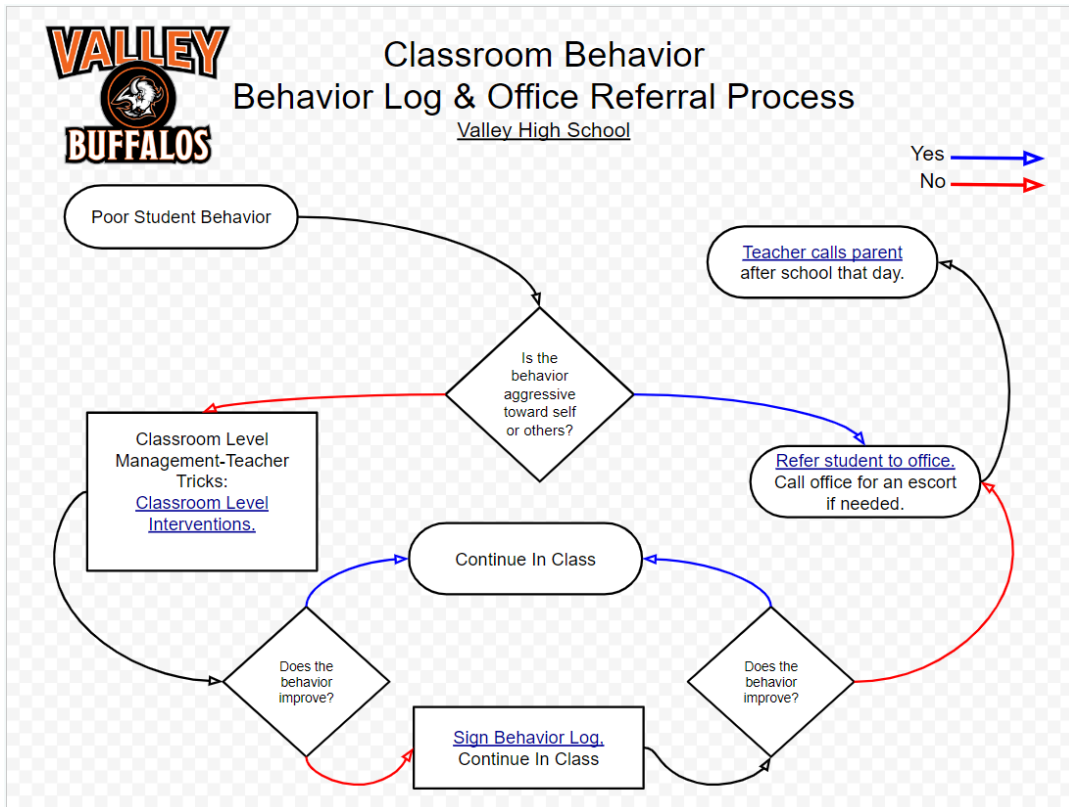 VALLEY
BUFFALOS
Classroom Behavior
Behavior Log & Office Referral Process
Valley High School
Yes
No
Poor Student Behavior
Teacher calls parent
after school that day.
Is the
behavior
aggressive
toward self
or others?
Classroom Level
Management-Teacher
Tricks:
Classroom Level
Interventions.
Refer student to office.
Call office for an escort
if needed.
Continue In Class
Does the
behavior
improve?
Does the
behavior
improve?
Sign Behavior Log,
Continue In Class